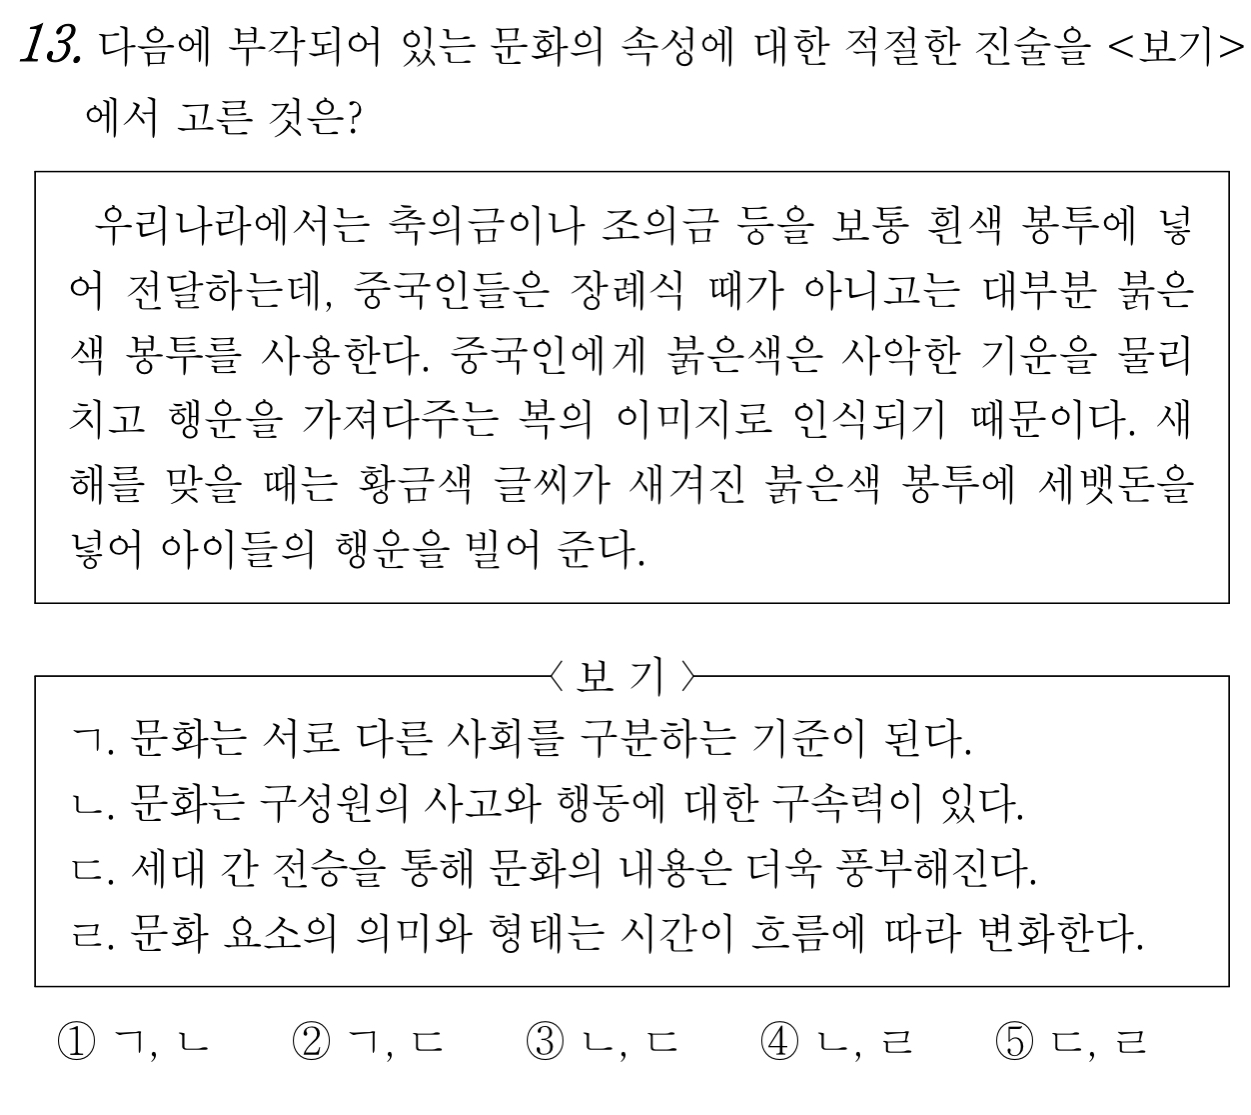 13. 다음에 부각되어 있는 문화의 속성에 대한 적절한 진술을 <보기>
에서 고른 것은?
우리나라에서는 축의금이나 조의금 등을 보통 흰색 봉투에 넣
어 전달하는데, 중국인들은 장례식 때가 아니고는 대부분 붉은
색 봉투를 사용한다. 중국인에게 붉은색은 사악한 기운을 물리
치고 행운을 가져다주는 복의 이미지로 인식되기 때문이다. 새
해를 맞을 때는 황금색 글씨가 새겨진 붉은색 봉투에 세뱃돈을
넣어 아이들의 행운을 빌어 준다.
〈 보 기 〉
ㄱ. 문화는 서로 다른 사회를 구분하는 기준이 된다.
ㄴ. 문화는 구성원의 사고와 행동에 대한 구속력이 있다.
ㄷ. 세대 간 전승을 통해 문화의 내용은 더욱 풍부해진다.
ㄹ. 문화 요소의 의미와 형태는 시간이 흐름에 따라 변화한다.
① ㄱ, ㄴ ② ㄱ, ㄷ ③ ㄴ, ㄷ ④ ㄴ, ㄹ ⑤ ㄷ, ㄹ